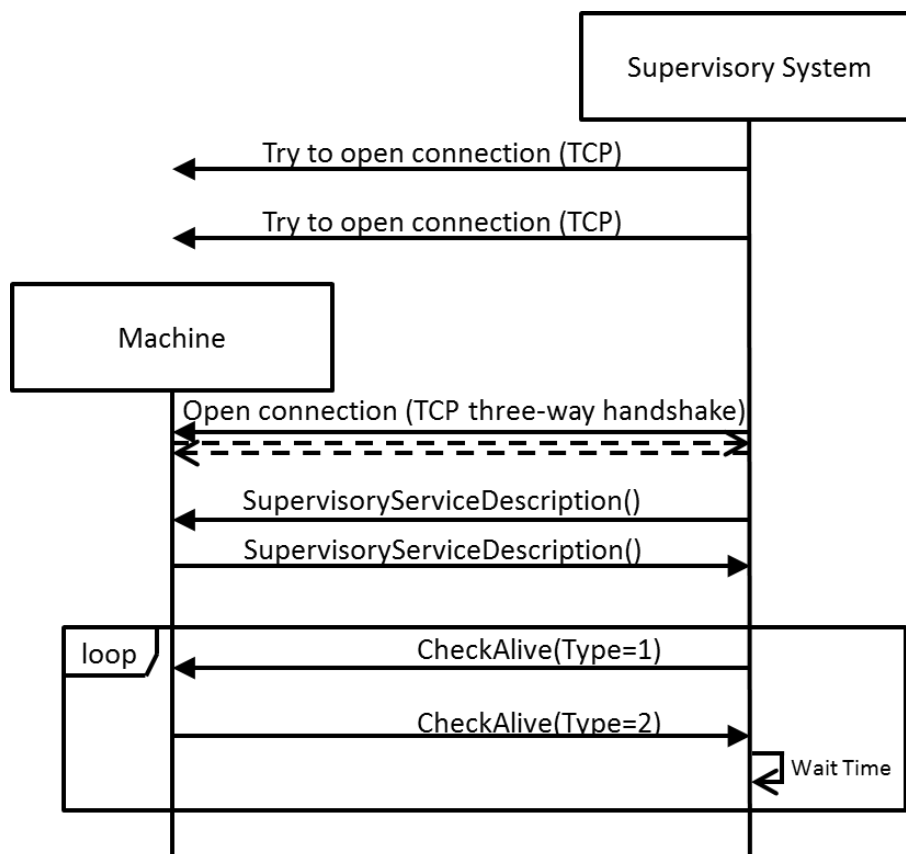 Supervisory System
Try to open connection (TCP)
Try to open connection (TCP)
Machine
Open connection (TCP three-way handshake)
SupervisoryServiceDescription()
SupervisoryServiceDescription()
loop
CheckAlive(Type=1)
CheckAlive(Type=2)
Wait Time